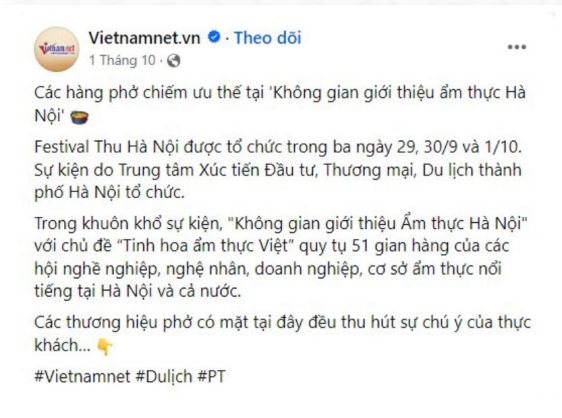 Vietnamnet
Vietnamnet.vn · Theo dõi
1 Tháng 10 ·
Các hàng phở chiếm ưu thế tại 'Không gian giới thiệu ẩm thực Hà
Nội' 🍲
Festival Thu Hà Nội được tổ chức trong ba ngày 29, 30/9 và 1/10.
Sự kiện do Trung tâm Xúc tiến Đầu tư, Thương mại, Du lịch thành
phố Hà Nội tổ chức.
Trong khuôn khổ sự kiện, "Không gian giới thiệu Ẩm thực Hà Nội"
với chủ đề “Tinh hoa ẩm thực Việt” quy tụ 51 gian hàng của các
hội nghề nghiệp, nghệ nhân, doanh nghiệp, cơ sở ẩm thực nổi
tiếng tại Hà Nội và cả nước.
Các thương hiệu phở có mặt tại đây đều thu hút sự chú ý của thực
khách... 👇
#Vietnamnet #Dulịch #PT